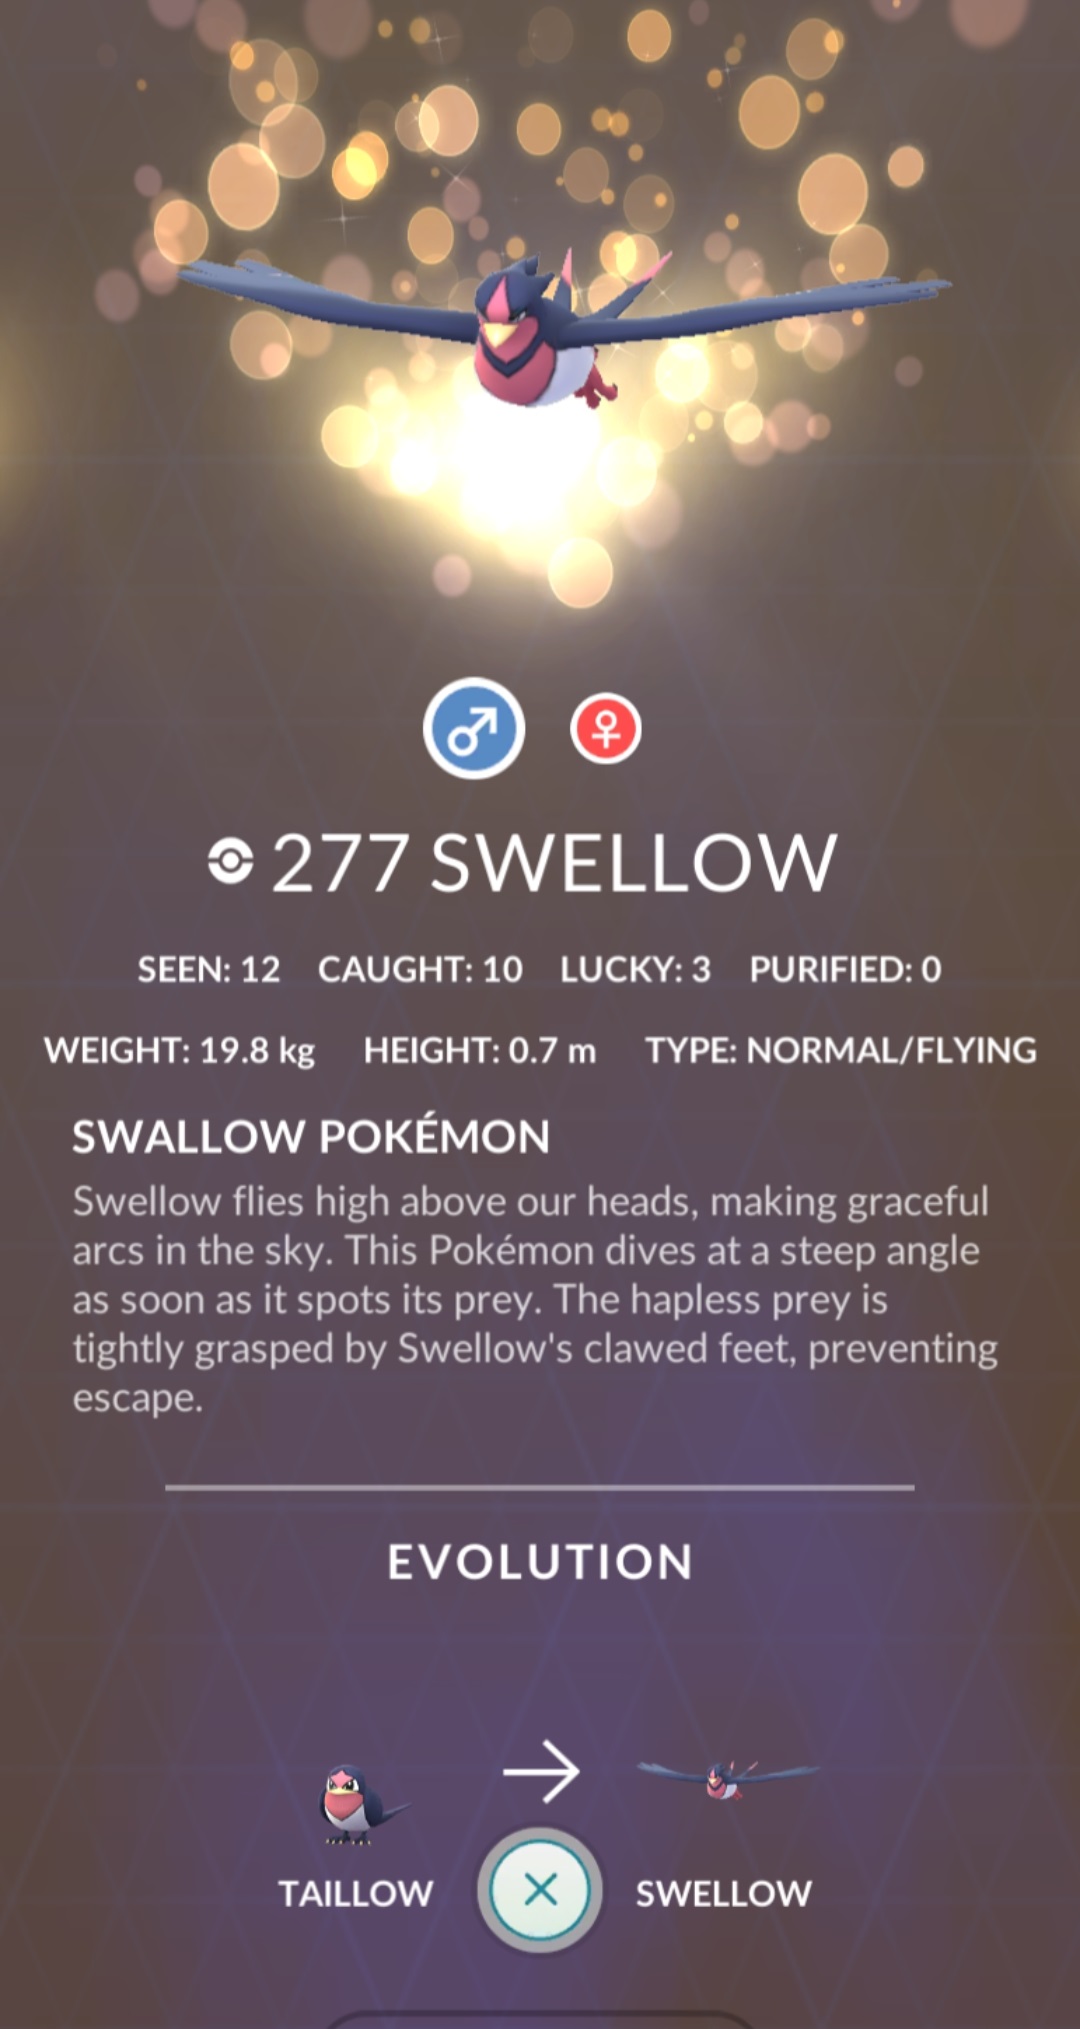 277 SWELLOW
SEEN: 12 CAUGHT: 10 LUCKY: 3 PURIFIED: 0
WEIGHT: 19.8 kg HEIGHT: 0.7 m TYPE: NORMAL/FLYING
SWALLOW POKÉMON
Swellow flies high above our heads, making graceful
arcs in the sky. This Pokémon dives at a steep angle
as soon as it spots its prey. The hapless prey is
tightly grasped by Swellow's clawed feet, preventing
escape.
EVOLUTION
TAILLOW SWELLOW